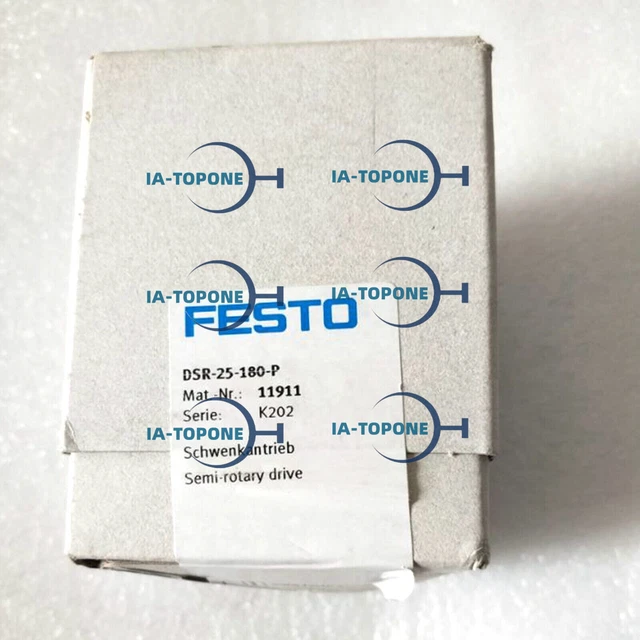 IA-TOPONE IA-TOPONE
IA-TOPONE IA-TOPONE
FESTO
DSR-25-180-P
Mat.-Nr.: 11911
Serie: K202
IA-TOPONE IA-TOPONE
Schwenkantrieb
Semi-rotary drive